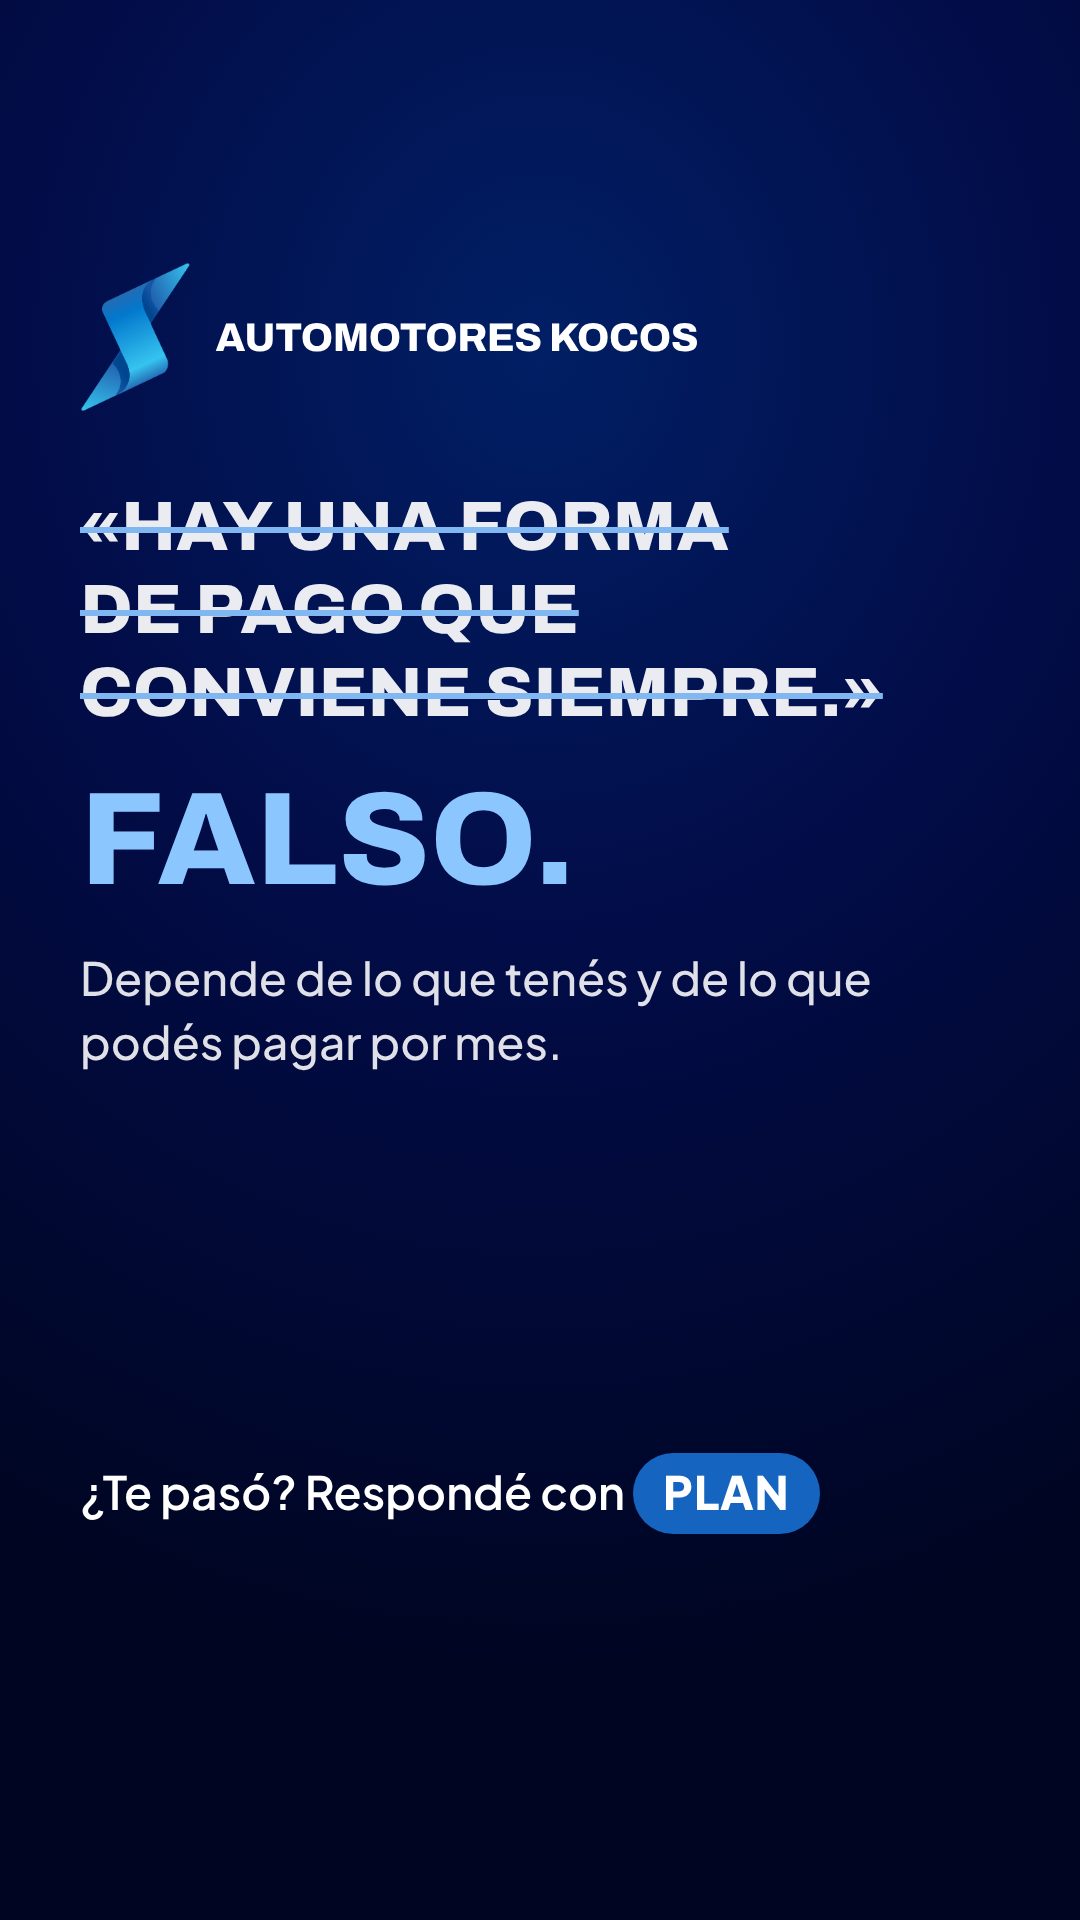 AUTOMOTORES KOCOS
«HAY UNA FORMA
DE PAGO QUE
CONVIENE SIEMPRE.»
FALSO.
Depende de lo que tenés y de lo que
podés pagar por mes.
¿Te pasó? Respondé con PLAN